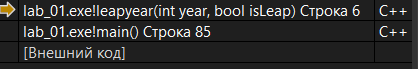 lab_01.exe!leapyear(int year, bool isLeap) Строка 6 C++
lab_01.exe!main() Строка 85 C++
[Внешний код]